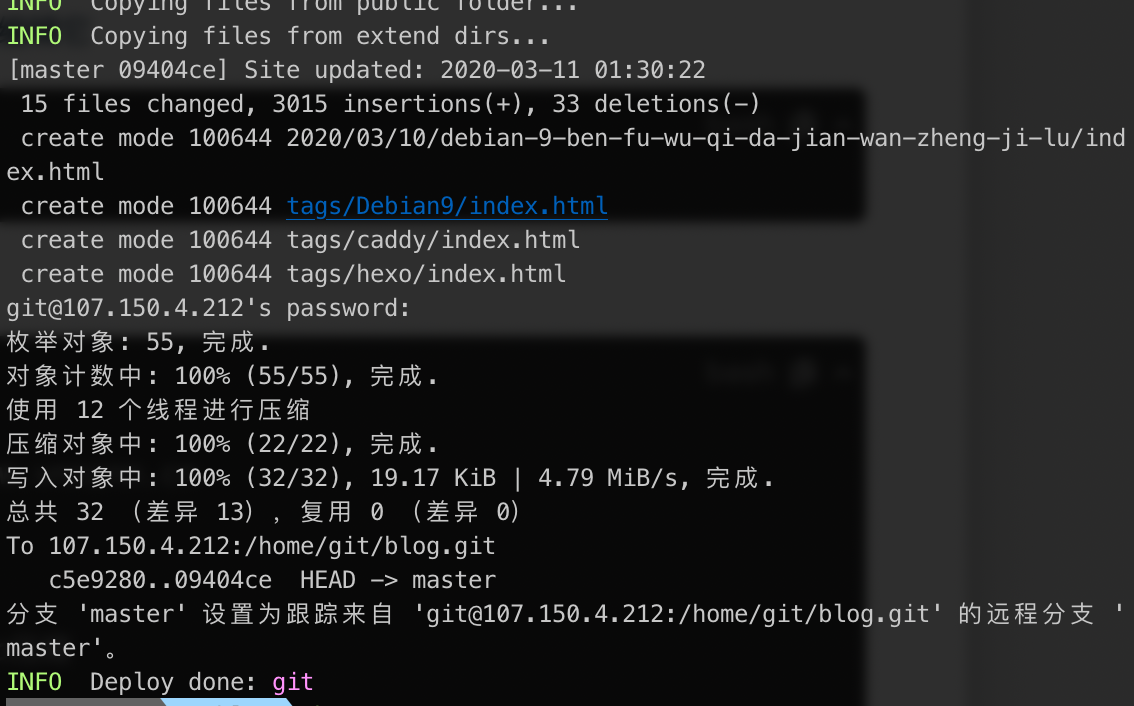 INFO  Copying files from public folder...
INFO  Copying files from extend dirs...
[master 09404ce] Site updated: 2020-03-11 01:30:22
 15 files changed, 3015 insertions(+), 33 deletions(-)
 create mode 100644 2020/03/10/debian-9-ben-fu-wu-qi-da-jian-wan-zheng-ji-lu/ind
ex.html
 create mode 100644 tags/Debian9/index.html
 create mode 100644 tags/caddy/index.html
 create mode 100644 tags/hexo/index.html
git@107.150.4.212's password:
枚举对象: 55, 完成.
对象计数中: 100% (55/55), 完成.
使用 12 个线程进行压缩
压缩对象中: 100% (22/22), 完成.
写入对象中: 100% (32/32), 19.17 KiB | 4.79 MiB/s, 完成.
总共 32 （差异 13），复用 0 （差异 0）
To 107.150.4.212:/home/git/blog.git
   c5e9280..09404ce  HEAD -> master
分支 'master' 设置为跟踪来自 'git@107.150.4.212:/home/git/blog.git' 的远程分支 '
master'。
INFO  Deploy done: git